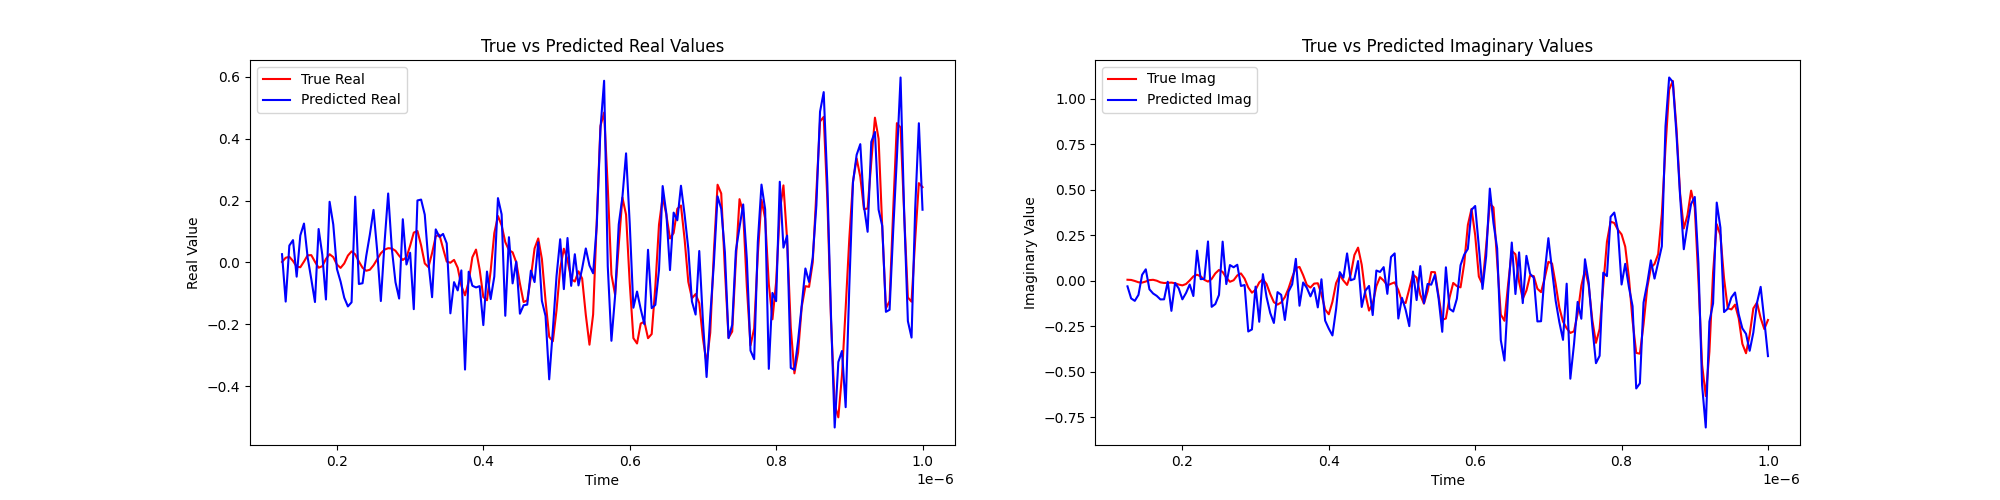 True vs Predicted Real Values
True Real
Predicted Real
Real Value
0.6
0.4
0.2
0.0
−0.2
−0.4
0.2
0.4
0.6
0.8
1.0
1e−6
Time
True vs Predicted Imaginary Values
True Imag
Predicted Imag
Imaginary Value
1.00
0.75
0.50
0.25
0.00
−0.25
−0.50
−0.75
0.2
0.4
0.6
0.8
1.0
1e−6
Time